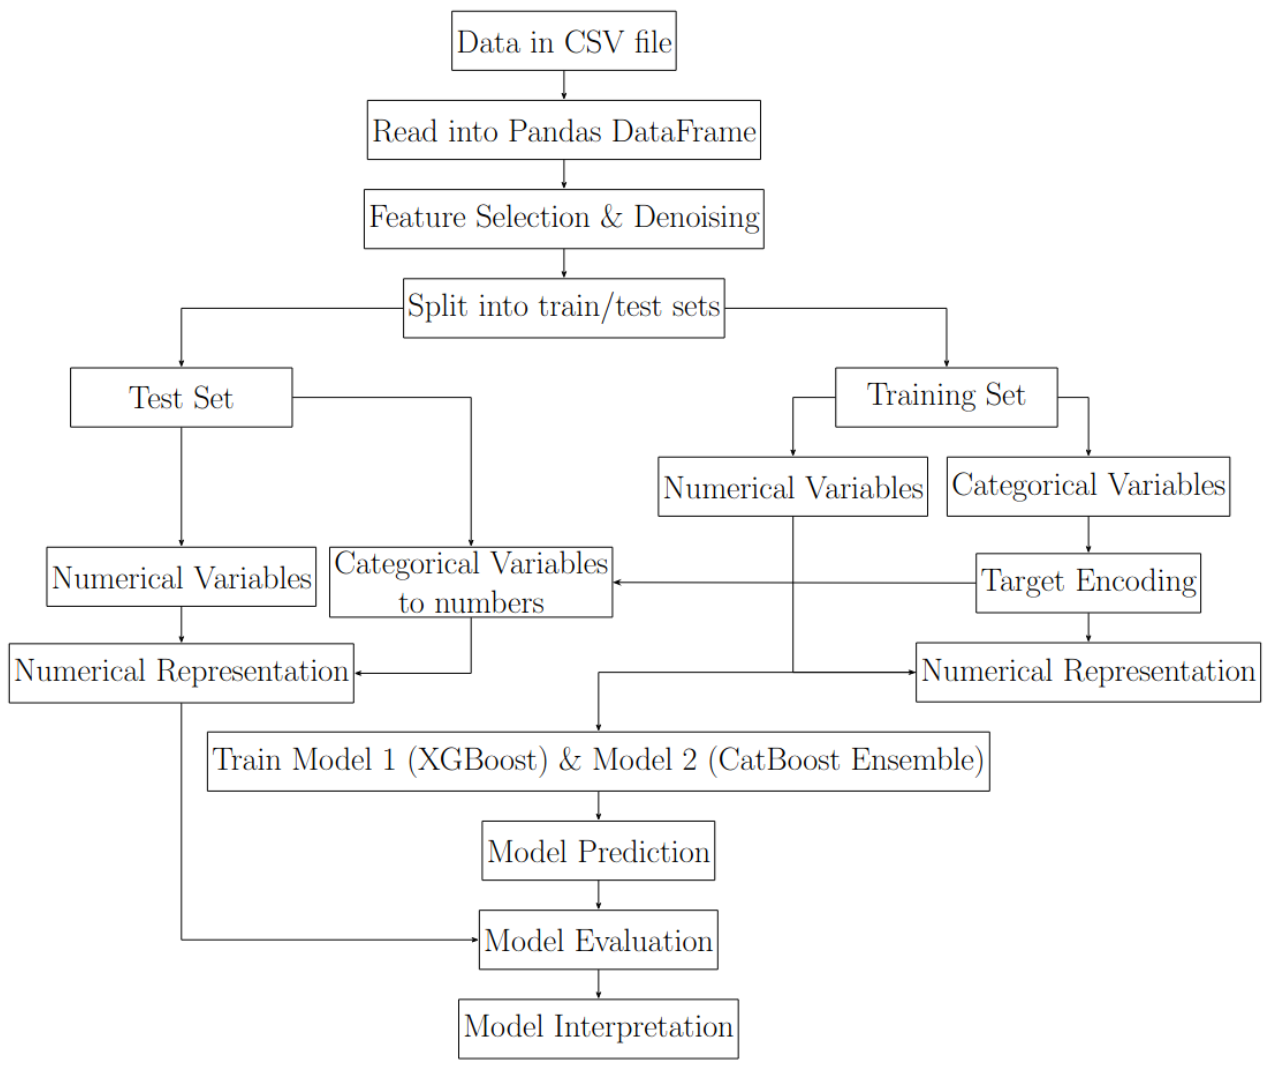 Data in CSV file
Read into Pandas DataFrame
Feature Selection & Denoising
Split into train/test sets
Test Set
Training Set
Numerical Variables
Categorical Variables
Numerical Variables
Categorical Variables
to numbers
Target Encoding
Numerical Representation
Numerical Representation
Train Model 1 (XGBoost) & Model 2 (CatBoost Ensemble)
Model Prediction
Model Evaluation
Model Interpretation